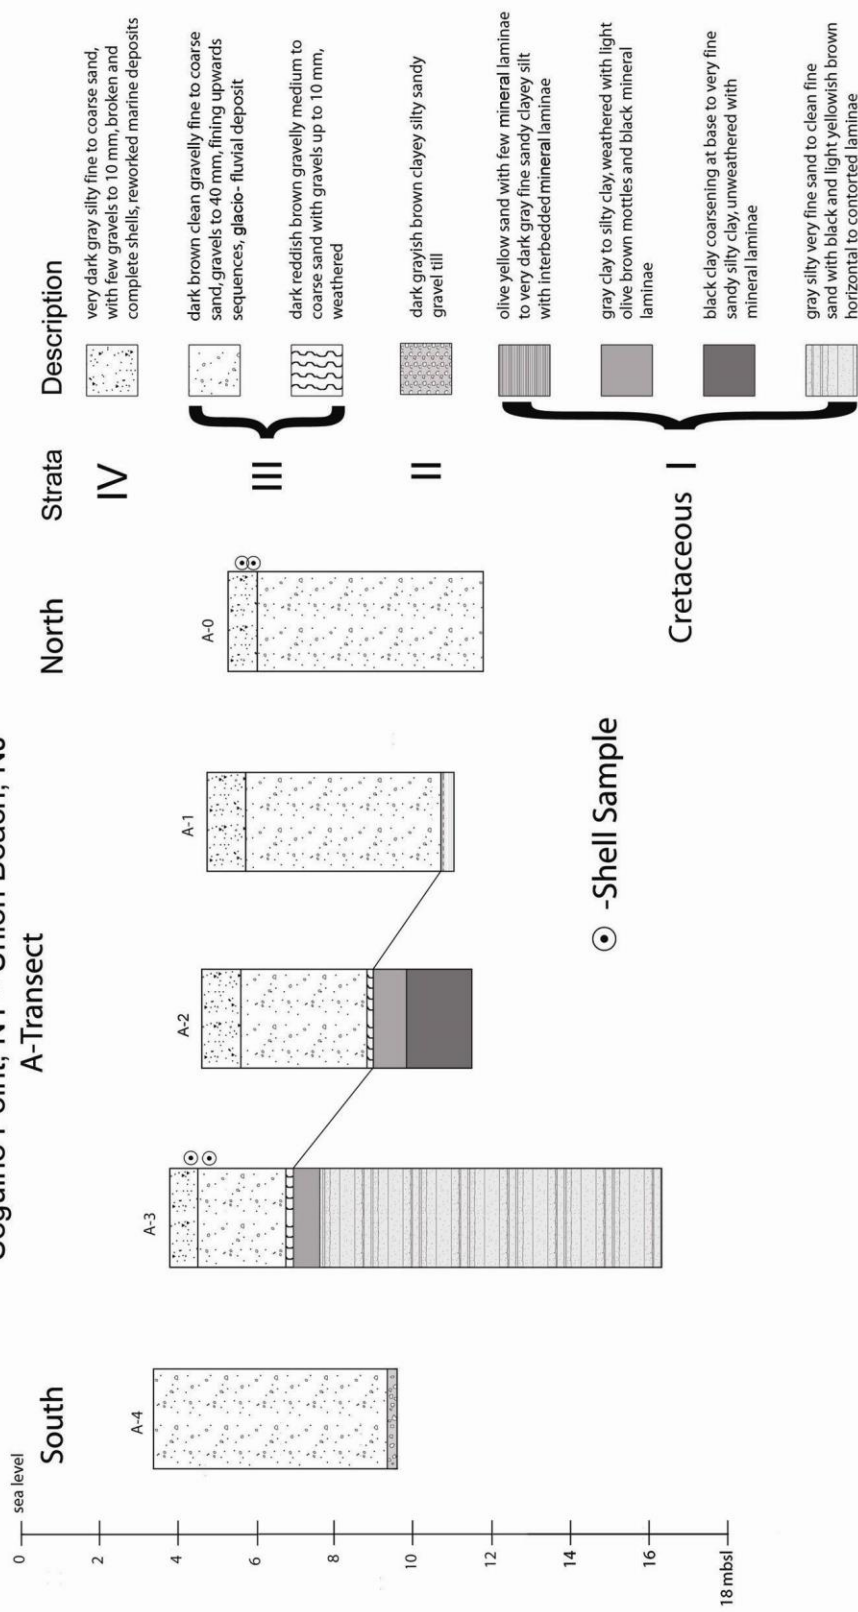 Seguine Point, NY - Union Beach, NJ
A-Transect
0 sea level
2
4
6
8
10
12
14
16
18 mbsl
South
North
A-4
A-3
A-2
A-1
A-0
-Shell Sample
Strata
Description
IV
very dark gray silty fine to coarse sand,
with few gravels to 10 mm, broken and
complete shells, reworked marine deposits
III
dark brown clean gravelly fine to coarse
sand, gravels to 40 mm, fining upwards
sequences, glacio- fluvial deposit
dark reddish brown gravelly medium to
coarse sand with gravels up to 10 mm,
weathered
II
dark grayish brown clayey silty sandy
gravel till
Cretaceous I
olive yellow sand with few mineral laminae
to very dark gray fine sandy clayey silt
with interbedded mineral laminae
gray clay to silty clay, weathered with light
olive brown mottles and black mineral
laminae
black clay coarsening at base to very fine
sandy silty clay, unweathered with
mineral laminae
gray silty very fine sand to clean fine
sand with black and light yellowish brown
horizontal to contorted laminae